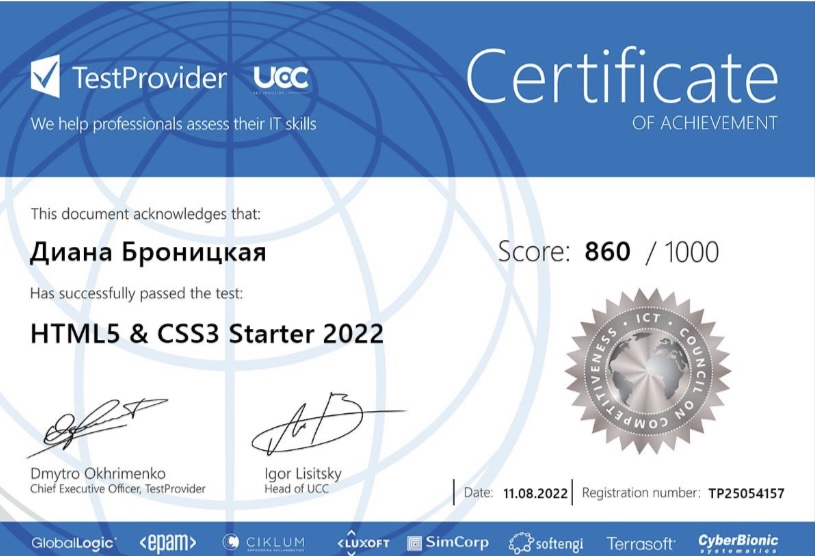 TestProvider UCC
We help professionals assess their IT skills
Certificate
OF ACHIEVEMENT
This document acknowledges that:
Диана Броницкая
Score: 860 / 1000
Has successfully passed the test:
HTML5 & CSS3 Starter 2022
ICT · COUNCIL ON COMPETITIVENESS ·
Dmytro Okhrimenko
Chief Executive Officer, TestProvider
Igor Lisitsky
Head of UCC
Date: 11.08.2022
Registration number: TP25054157
GlobalLogic <epam> CIKLUM <LUXOFT SimCorp softengi Terrasoft CyberBionic
systematics